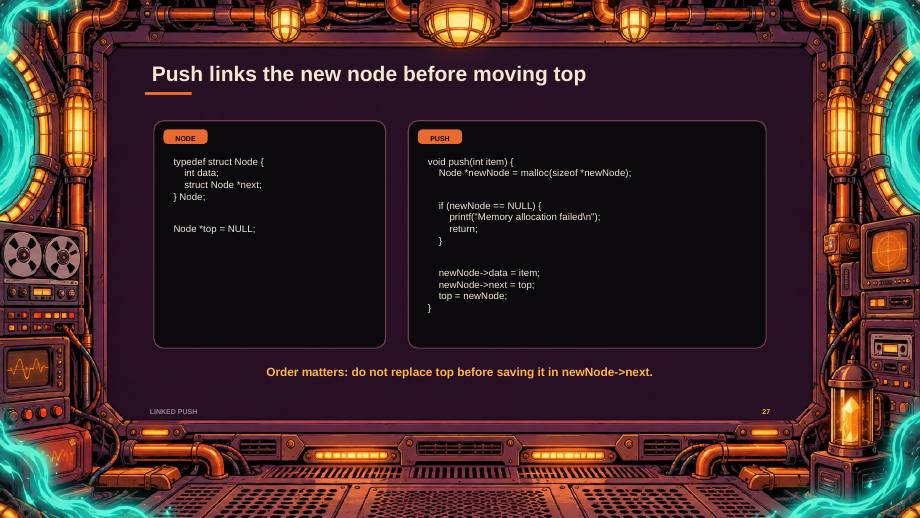 Push links the new node before moving top
NODE
typedef struct Node {
int data;
struct Node *next;
} Node;
Node *top = NULL;
PUSH
void push(int item) {
Node *newNode = malloc(sizeof *newNode);
if (newNode == NULL) {
printf("Memory allocation failed\n");
return;
}
newNode->data = item;
newNode->next = top;
top = newNode;
}
Order matters: do not replace top before saving it in newNode->next.
LINKED PUSH
27